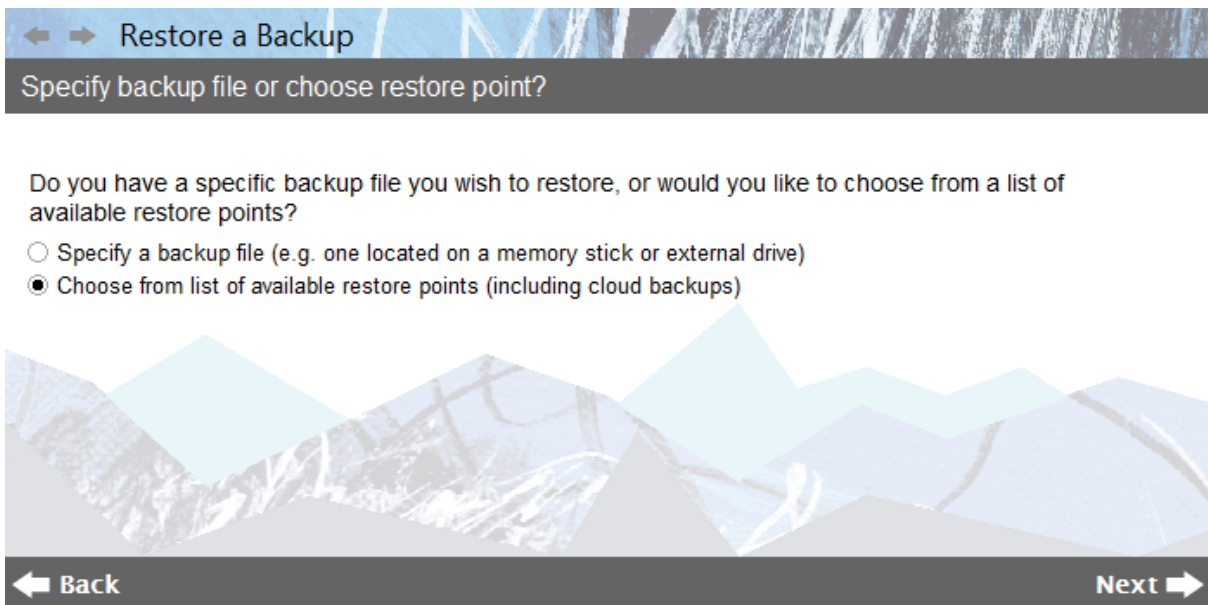 Restore a Backup
Specify backup file or choose restore point?
Do you have a specific backup file you wish to restore, or would you like to choose from a list of
available restore points?
Specify a backup file (e.g. one located on a memory stick or external drive)
Choose from list of available restore points (including cloud backups)
Back
Next